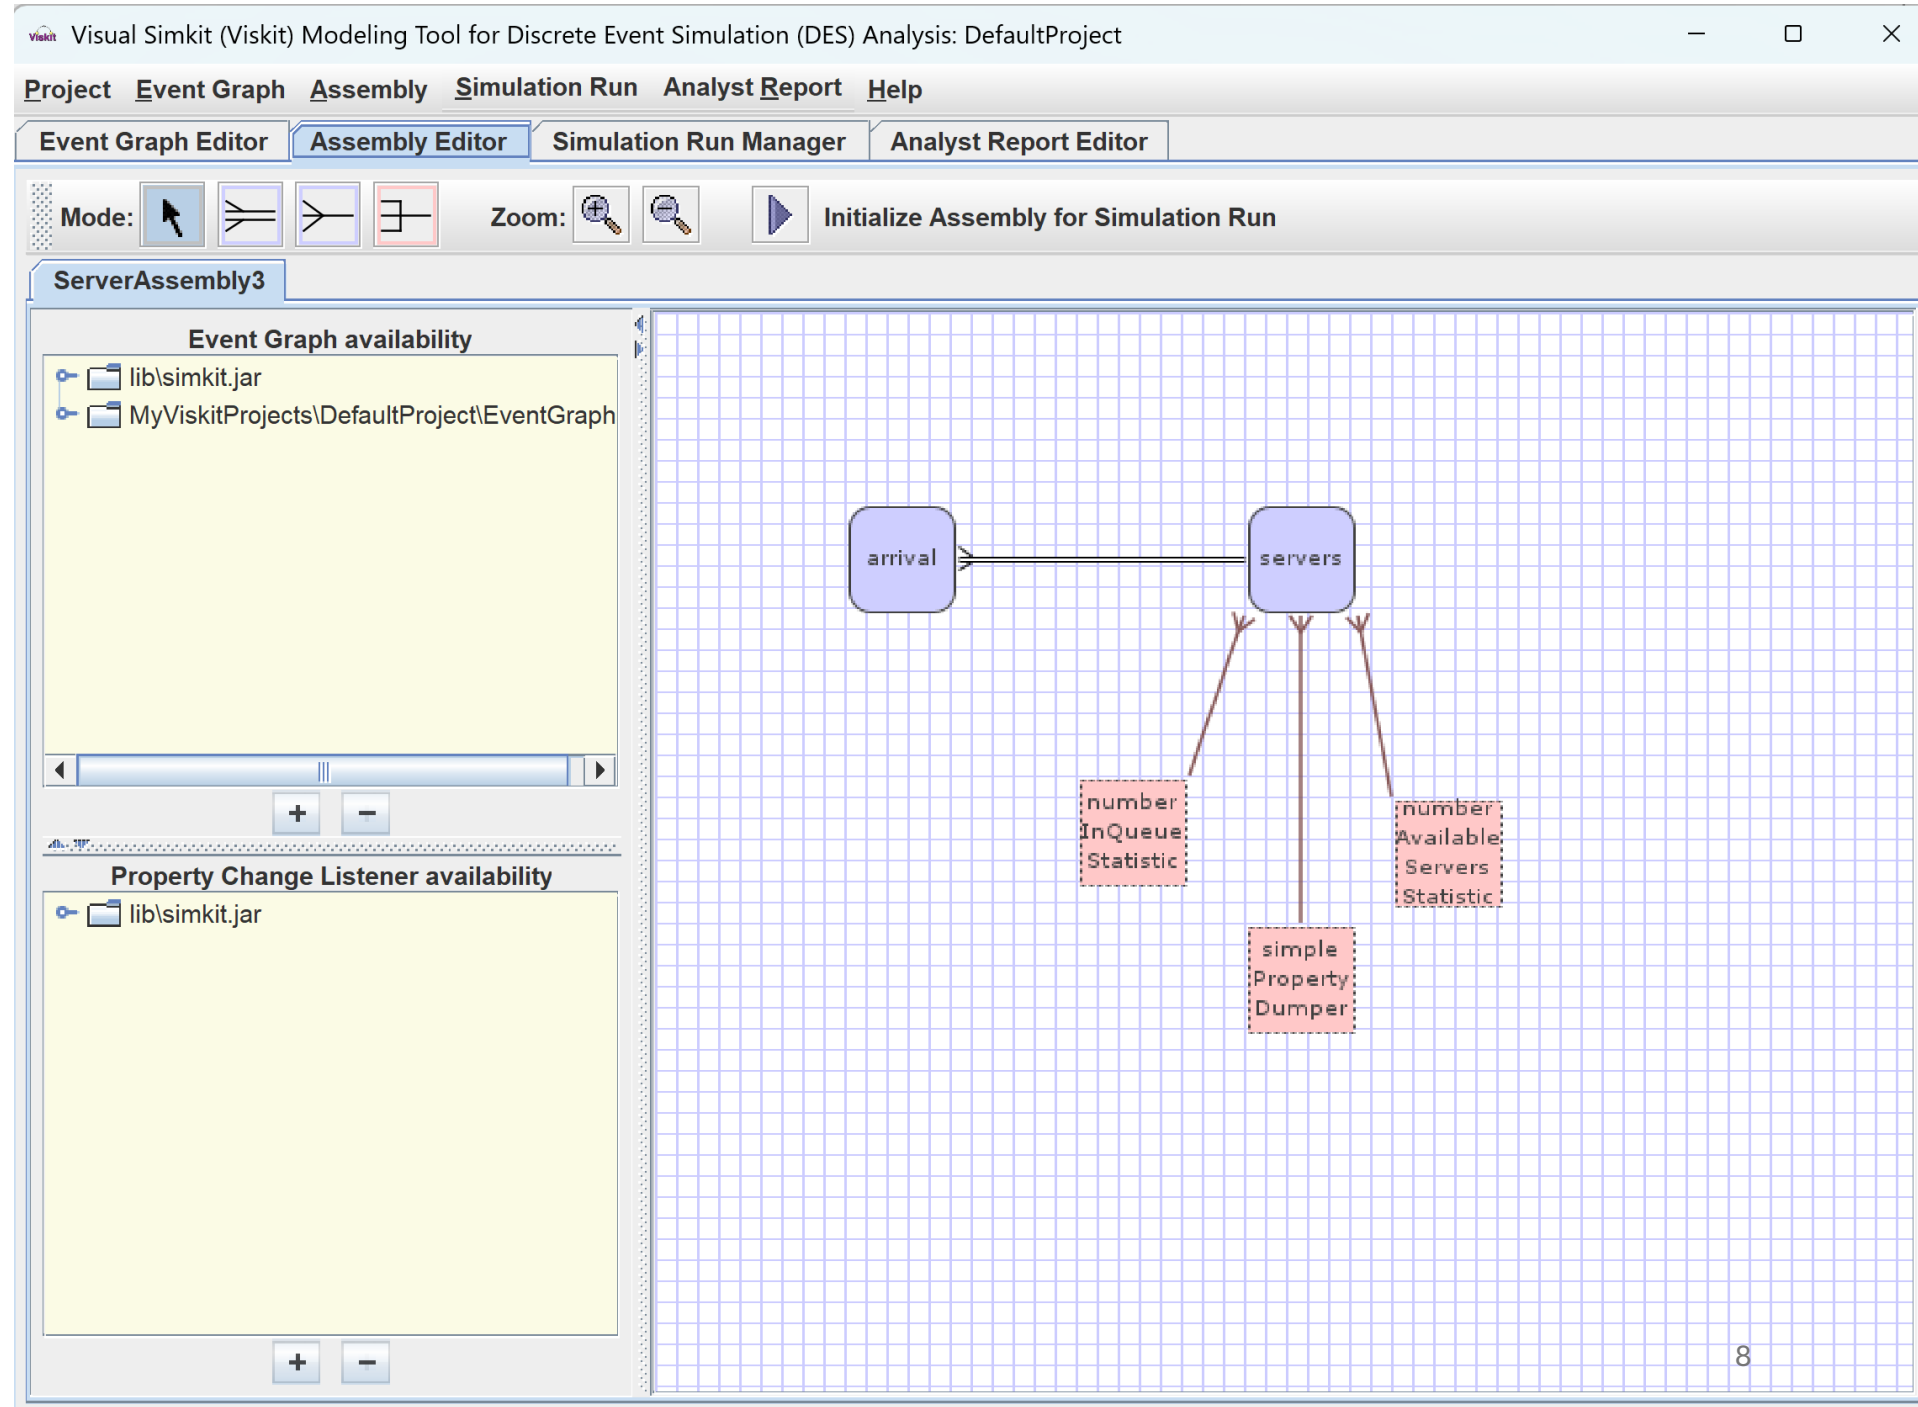 Viskit Visual Simkit (Viskit) Modeling Tool for Discrete Event Simulation (DES) Analysis: DefaultProject
Project Event Graph Assembly Simulation Run Analyst Report Help
Event Graph Editor Assembly Editor Simulation Run Manager Analyst Report Editor
Mode: Zoom: Initialize Assembly for Simulation Run
ServerAssembly3
Event Graph availability
lib\simkit.jar
MyViskitProjects\DefaultProject\EventGraph
+ −
Property Change Listener availability
lib\simkit.jar
+ −
arrival
servers
number
InQueue
Statistic
number
Available
Servers
Statistic
simple
Property
Dumper
8